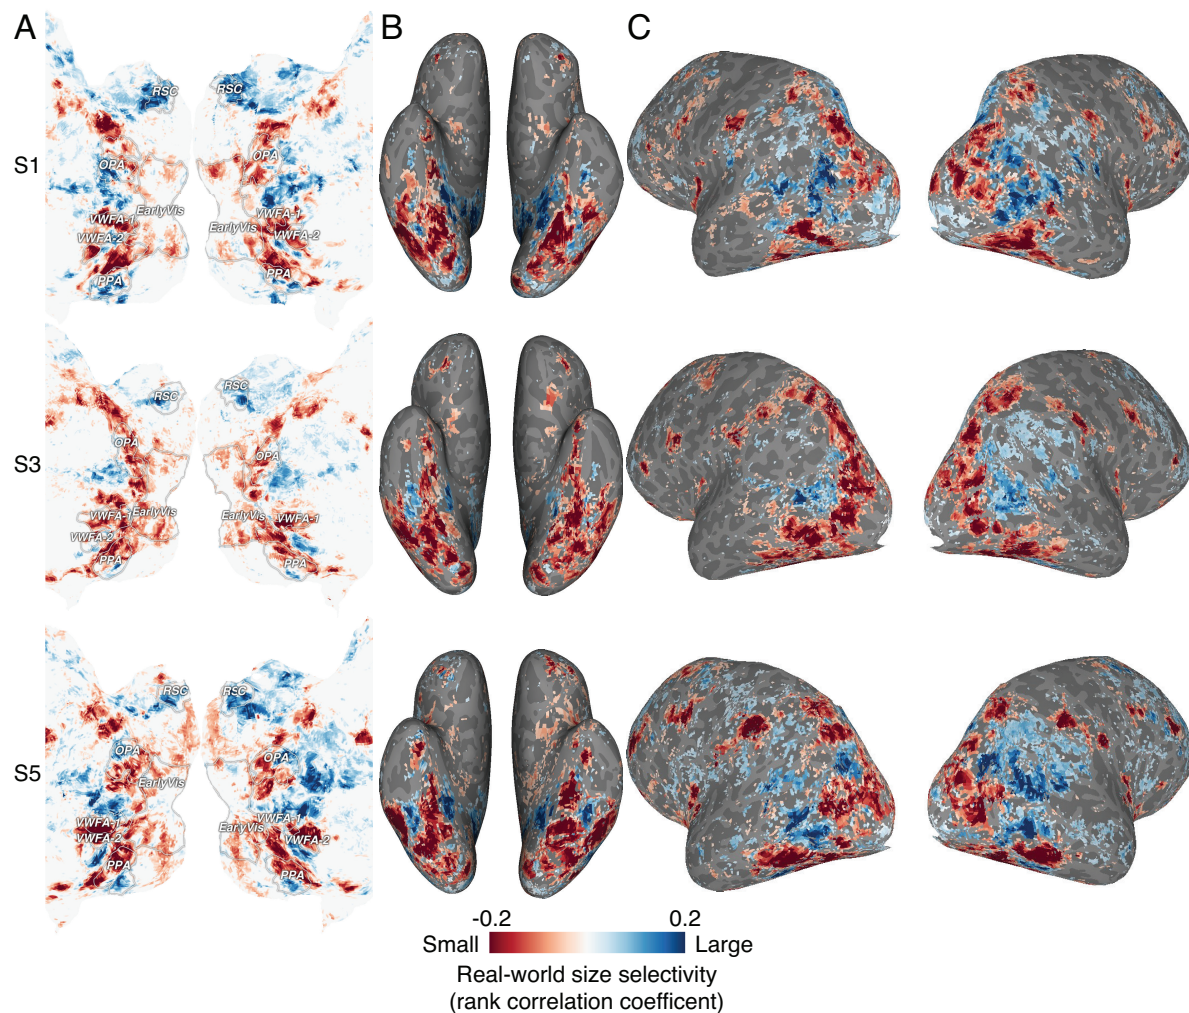 A
B
C
S1
RSC
RSC
OPA
OPA
VWFA-1
EarlyVis
VWFA-1
VWFA-2
EarlyVis
VWFA-2
PPA
PPA
S3
RSC
RSC
OPA
OPA
VWFA-1
EarlyVis
EarlyVis
VWFA-1
VWFA-2
PPA
PPA
S5
RSC
RSC
OPA
OPA
EarlyVis
VWFA-1
VWFA-1
EarlyVis
VWFA-2
VWFA-2
PPA
PPA
-0.2
0.2
Small
Large
Real-world size selectivity
(rank correlation coefficent)